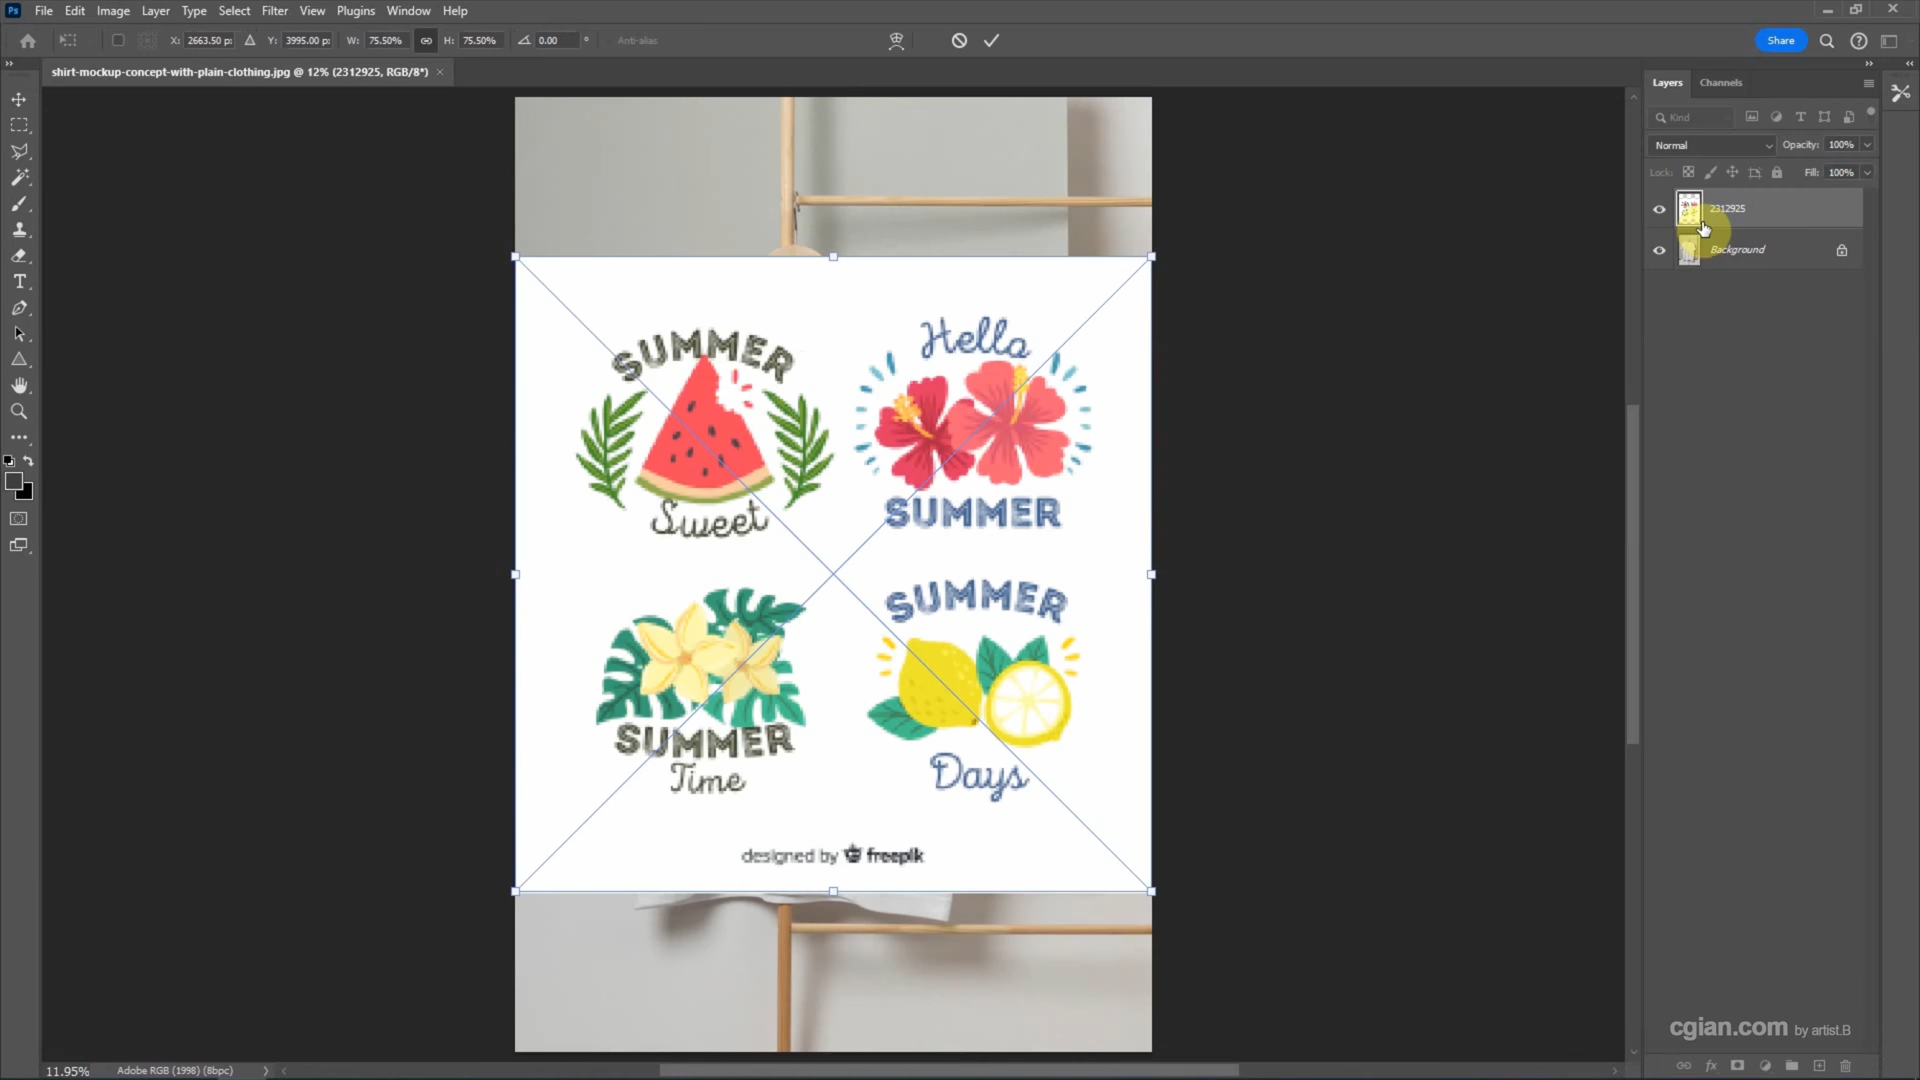 Ps File Edit Image Layer Type Select Filter View Plugins Window Help
X: 2663.50 p: Y: 3995.00 p: W: 75.50% H: 75.50% 0.00 ° Anti-alias Share
shirt-mockup-concept-with-plain-clothing.jpg @ 12% (2312925, RGB/8*) ×
Layers Channels
Kind
Normal Opacity: 100%
Lock: Fill: 100%
2312925
Background
SUMMER
Sweet
Hello
SUMMER
SUMMER
Time
SUMMER
Days
designed by freepik
cgian.com by artist.B
11.95% Adobe RGB (1998) (8bpc)